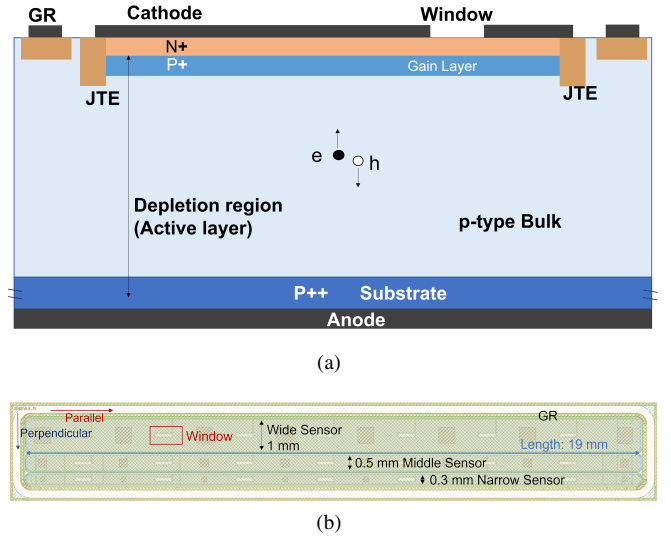 GR Cathode Window
N+
P+ Gain Layer
JTE JTE
e h
Depletion region
(Active layer)
p-type Bulk
P++ Substrate
Anode
(a)
Parallel GR
Perpendicular Window Wide Sensor
1 mm
Length: 19 mm
0.5 mm Middle Sensor
0.3 mm Narrow Sensor
(b)